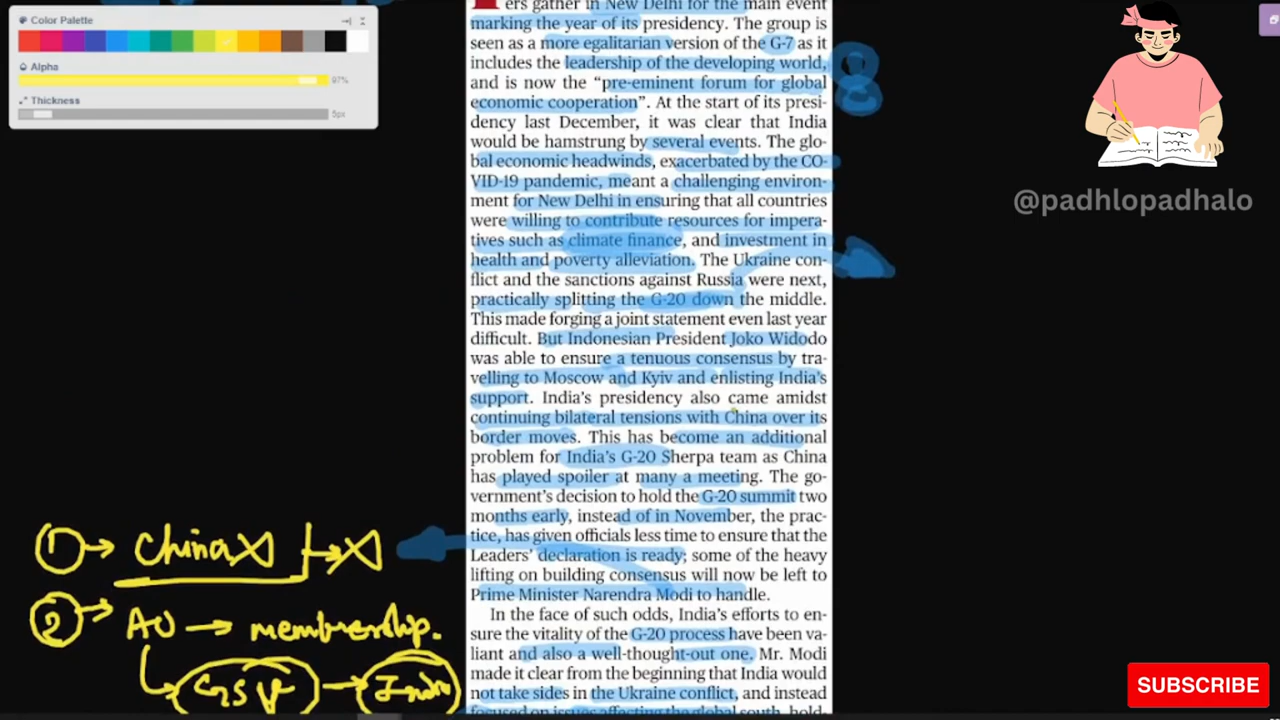 Color Palette
Alpha
97%
Thickness
5px
ers gather in New Delhi for the main event
marking the year of its presidency. The group is
seen as a more egalitarian version of the G-7 as it
includes the leadership of the developing world,
and is now the “pre-eminent forum for global
economic cooperation”. At the start of its presi-
dency last December, it was clear that India
would be hamstrung by several events. The glo-
bal economic headwinds, exacerbated by the CO-
VID-19 pandemic, meant a challenging environ-
ment for New Delhi in ensuring that all countries
were willing to contribute resources for impera-
tives such as climate finance, and investment in
health and poverty alleviation. The Ukraine con-
flict and the sanctions against Russia were next,
practically splitting the G-20 down the middle.
This made forging a joint statement even last year
difficult. But Indonesian President Joko Widodo
was able to ensure a tenuous consensus by tra-
velling to Moscow and Kyiv and enlisting India’s
support. India’s presidency also came amidst
continuing bilateral tensions with China over its
border moves. This has become an additional
problem for India’s G-20 Sherpa team as China
has played spoiler at many a meeting. The go-
vernment’s decision to hold the G-20 summit two
months early, instead of in November, the prac-
tice, has given officials less time to ensure that the
Leaders’ declaration is ready; some of the heavy
lifting on building consensus will now be left to
Prime Minister Narendra Modi to handle.
In the face of such odds, India’s efforts to en-
sure the vitality of the G-20 process have been va-
liant and also a well-thought-out one. Mr. Modi
made it clear from the beginning that India would
not take sides in the Ukraine conflict, and instead
focused on issues affecting the global south, hold-
① → China X → X
② → AU → membership.
→ India
@padhlopadhalo
SUBSCRIBE